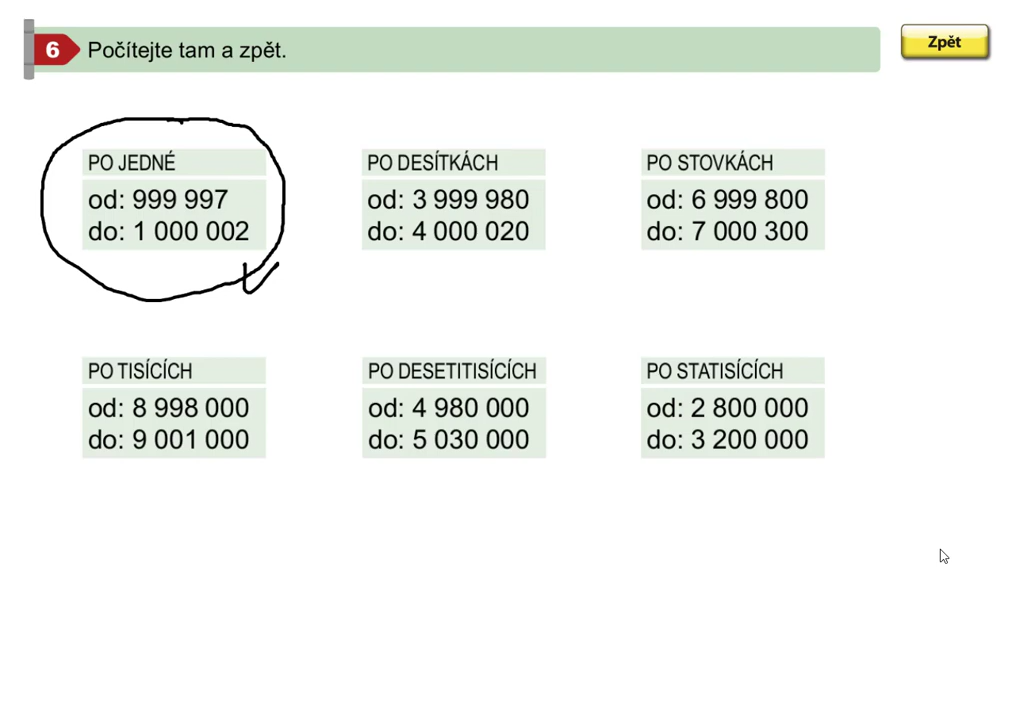 6 Počítejte tam a zpět.
Zpět
PO JEDNÉ
od: 999 997
do: 1 000 002
PO DESÍTKÁCH
od: 3 999 980
do: 4 000 020
PO STOVKÁCH
od: 6 999 800
do: 7 000 300
PO TISÍCÍCH
od: 8 998 000
do: 9 001 000
PO DESETITISÍCÍCH
od: 4 980 000
do: 5 030 000
PO STATISÍCÍCH
od: 2 800 000
do: 3 200 000